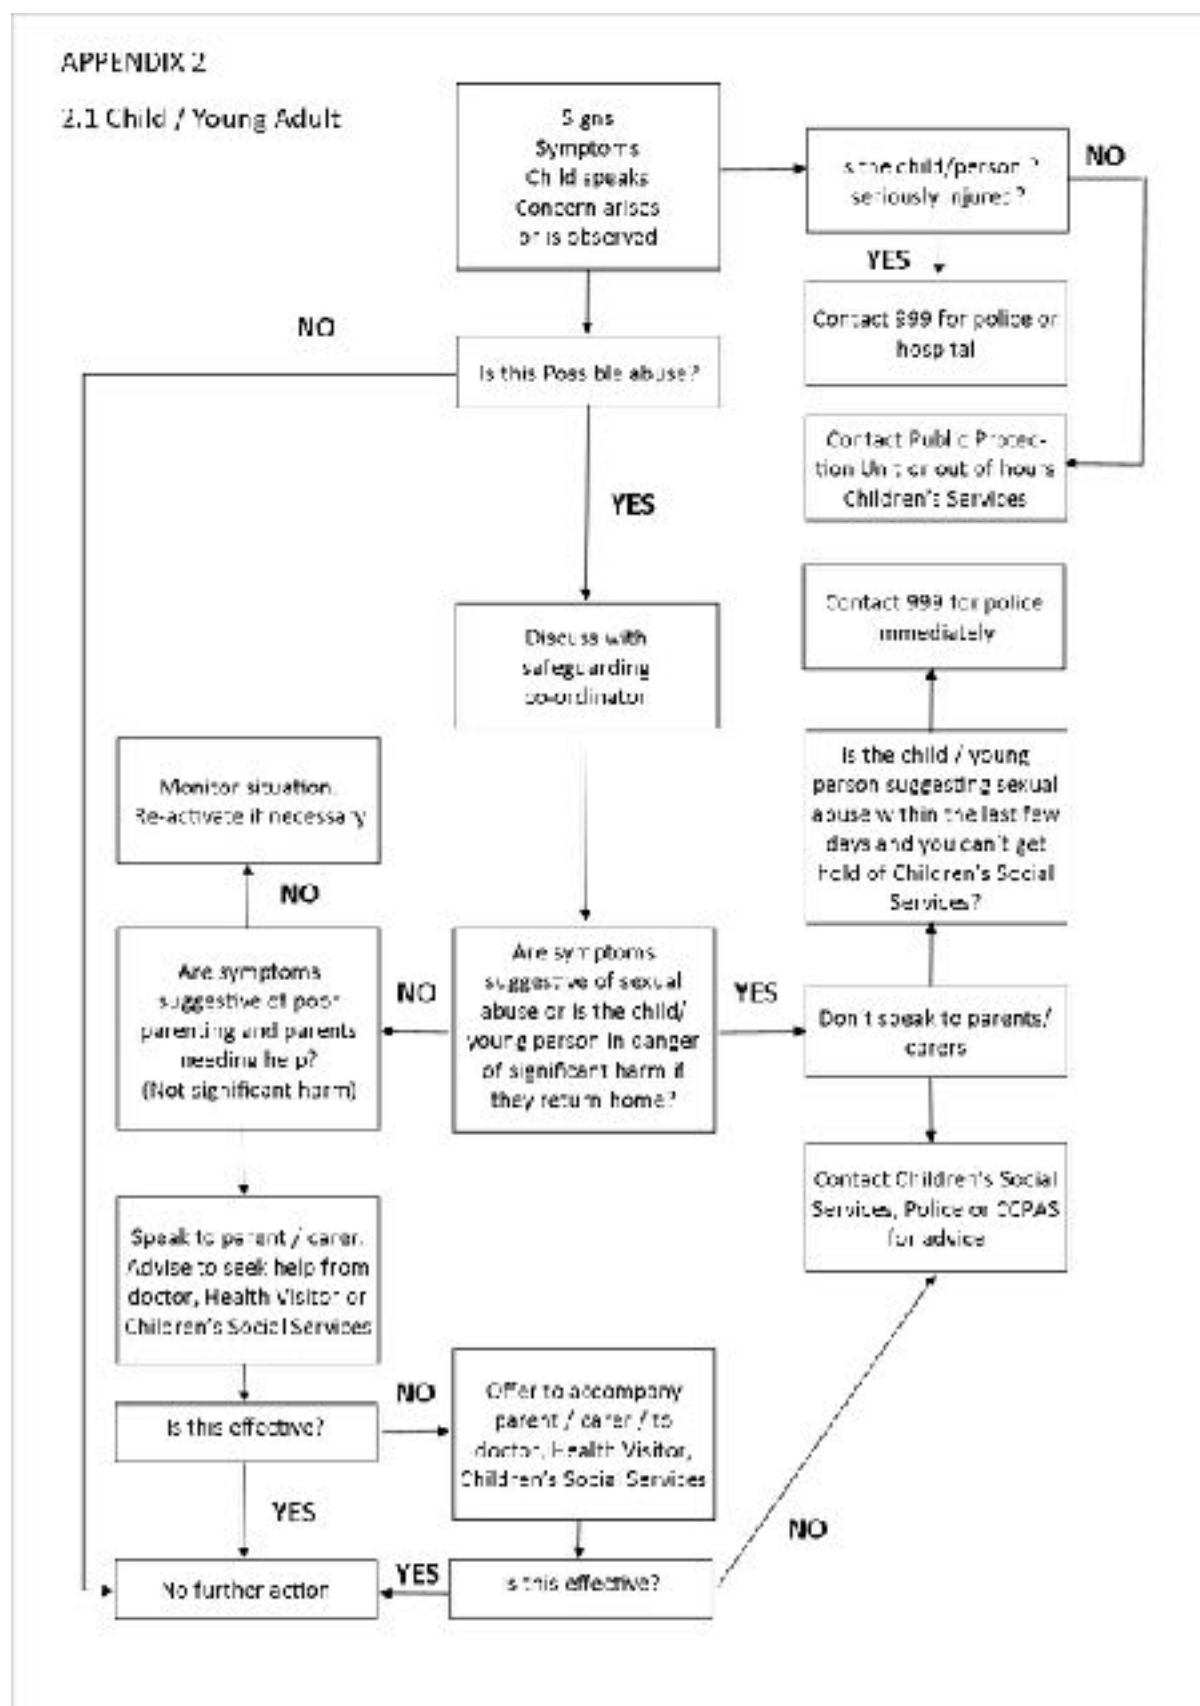 APPENDIX 2
2.1 Child / Young Adult
Signs
Symptoms
Child speaks
Concern arises
or is observed
Is the child/person ?
seriously injured?
NO
YES
Contact 999 for police or
hospital
Contact Public Protec-
tion Unit or out of hours
Children's Services
NO
Is this Possible abuse?
YES
Discuss with
safeguarding
co-ordinator
Contact 999 for police
immediately
Is the child / young
person suggesting sexual
abuse within the last few
days and you can't get
hold of Children's Social
Services?
Monitor situation.
Re-activate if necessary
NO
Are symptoms
suggestive of poor
parenting and parents
needing help?
(Not significant harm)
NO
Are symptoms
suggestive of sexual
abuse or is the child/
young person in danger
of significant harm if
they return home?
YES
Don't speak to parents/
carers
Contact Children's Social
Services, Police or CCPAS
for advice
Speak to parent / carer.
Advise to seek help from
doctor, Health Visitor or
Children's Social Services
Is this effective?
NO
Offer to accompany
parent / carer / to
doctor, Health Visitor,
Children's Social Services
YES
NO
No further action
YES
Is this effective?